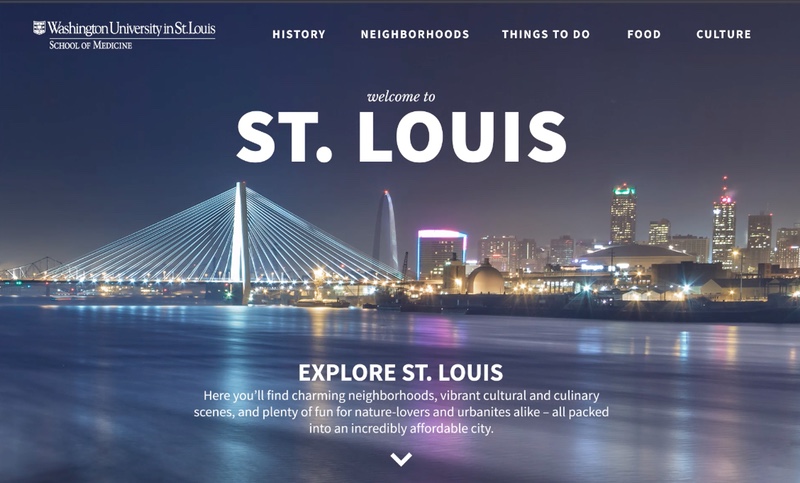 Washington University in St. Louis
SCHOOL OF MEDICINE
HISTORY
NEIGHBORHOODS
THINGS TO DO
FOOD
CULTURE
welcome to
ST. LOUIS
EXPLORE ST. LOUIS
Here you’ll find charming neighborhoods, vibrant cultural and culinary
scenes, and plenty of fun for nature-lovers and urbanites alike – all packed
into an incredibly affordable city.